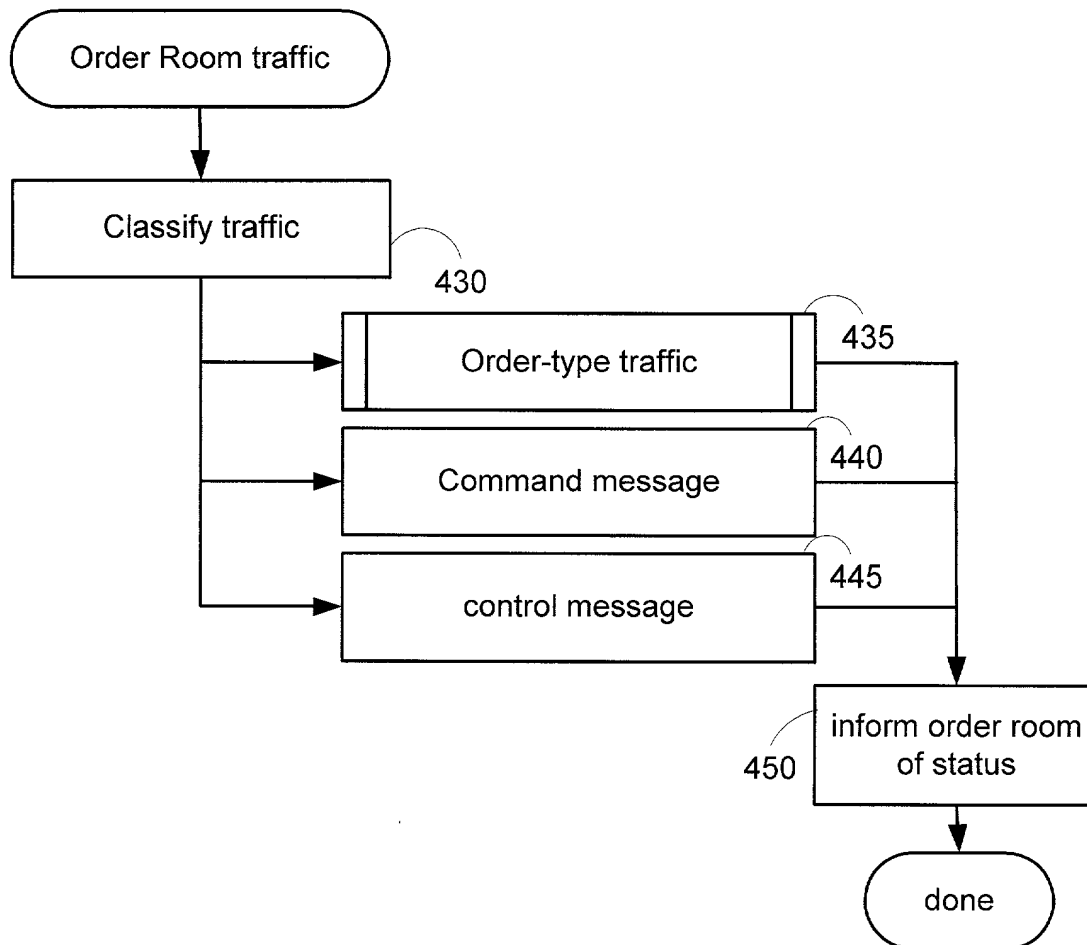 Order Room traffic
Classify traffic
430
Order-type traffic
435
Command message
440
control message
445
inform order room
of status
450
done